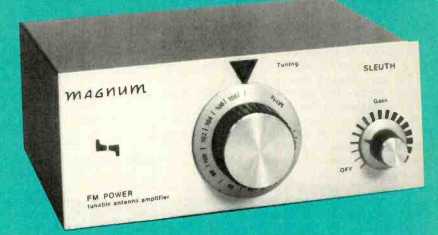 Tuning
SLEUTH
MAGNUM
Gain
OFF
FM POWER
tunable antenna amplifier